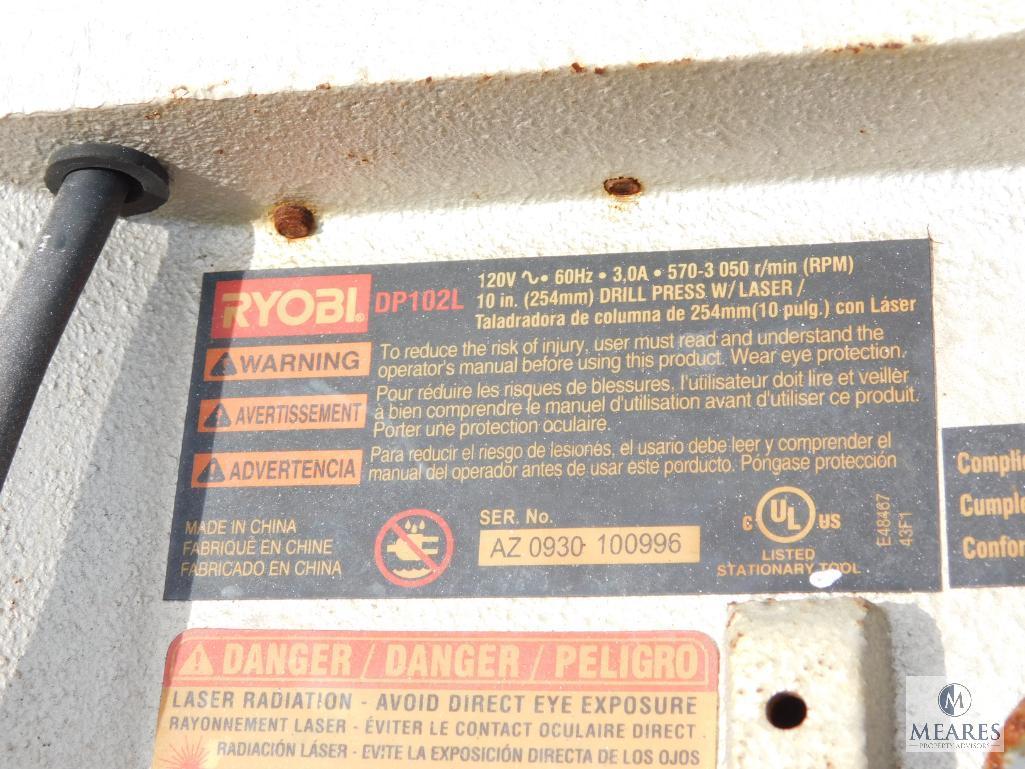 RYOBI DP102L
120V ∿ • 60Hz • 3,0A • 570-3 050 r/min (RPM)
10 in. (254mm) DRILL PRESS W/ LASER /
Taladradora de columna de 254mm(10 pulg.) con Láser
WARNING
To reduce the risk of injury, user must read and understand the
operator's manual before using this product. Wear eye protection.
AVERTISSEMENT
Pour réduire les risques de blessures, l'utilisateur doit lire et veiller
à bien comprendre le manuel d'utilisation avant d'utiliser ce produit.
Porter une protection oculaire.
ADVERTENCIA
Para reducir el riesgo de lesiones, el usario debe leer y comprender el
manual del operador antes de usar este porducto. Póngase protección
MADE IN CHINA
FABRIQUÉ EN CHINE
FABRICADO EN CHINA
SER. No.
AZ 0930 100996
C UL US
LISTED
STATIONARY TOOL
E48467
43F1
DANGER / DANGER / PELIGRO
LASER RADIATION - AVOID DIRECT EYE EXPOSURE
RAYONNEMENT LASER - ÉVITER LE CONTACT OCULAIRE DIRECT
RADIACIÓN LÁSER - EVITE LA EXPOSICIÓN DIRECTA DE LOS OJOS
M
MEARES
PROPERTY ADVISORS